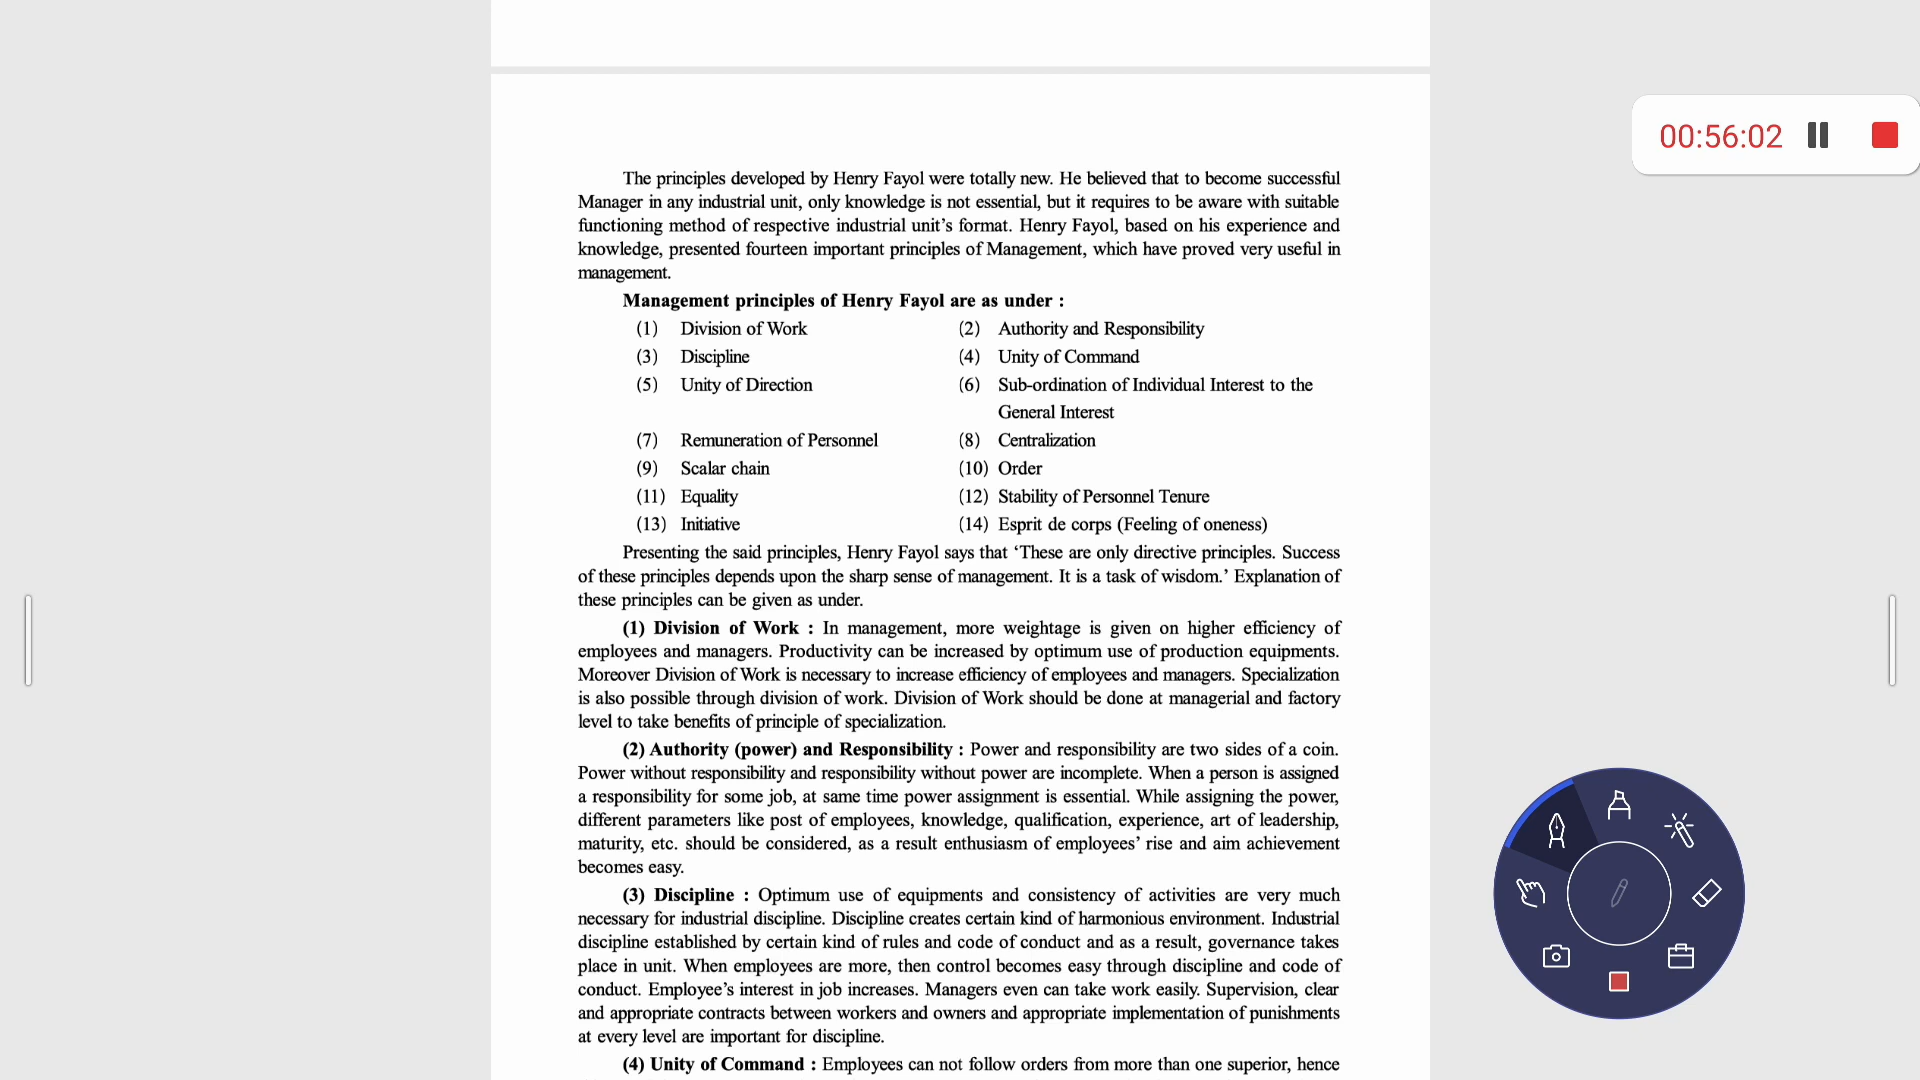 00:56:02
The principles developed by Henry Fayol were totally new. He believed that to become successful
Manager in any industrial unit, only knowledge is not essential, but it requires to be aware with suitable
functioning method of respective industrial unit's format. Henry Fayol, based on his experience and
knowledge, presented fourteen important principles of Management, which have proved very useful in
management.
Management principles of Henry Fayol are as under :
(1) Division of Work (2) Authority and Responsibility
(3) Discipline (4) Unity of Command
(5) Unity of Direction (6) Sub-ordination of Individual Interest to the
General Interest
(7) Remuneration of Personnel (8) Centralization
(9) Scalar chain (10) Order
(11) Equality (12) Stability of Personnel Tenure
(13) Initiative (14) Esprit de corps (Feeling of oneness)
Presenting the said principles, Henry Fayol says that ‘These are only directive principles. Success
of these principles depends upon the sharp sense of management. It is a task of wisdom.’ Explanation of
these principles can be given as under.
(1) Division of Work : In management, more weightage is given on higher efficiency of
employees and managers. Productivity can be increased by optimum use of production equipments.
Moreover Division of Work is necessary to increase efficiency of employees and managers. Specialization
is also possible through division of work. Division of Work should be done at managerial and factory
level to take benefits of principle of specialization.
(2) Authority (power) and Responsibility : Power and responsibility are two sides of a coin.
Power without responsibility and responsibility without power are incomplete. When a person is assigned
a responsibility for some job, at same time power assignment is essential. While assigning the power,
different parameters like post of employees, knowledge, qualification, experience, art of leadership,
maturity, etc. should be considered, as a result enthusiasm of employees’ rise and aim achievement
becomes easy.
(3) Discipline : Optimum use of equipments and consistency of activities are very much
necessary for industrial discipline. Discipline creates certain kind of harmonious environment. Industrial
discipline established by certain kind of rules and code of conduct and as a result, governance takes
place in unit. When employees are more, then control becomes easy through discipline and code of
conduct. Employee’s interest in job increases. Managers even can take work easily. Supervision, clear
and appropriate contracts between workers and owners and appropriate implementation of punishments
at every level are important for discipline.
(4) Unity of Command : Employees can not follow orders from more than one superior, hence